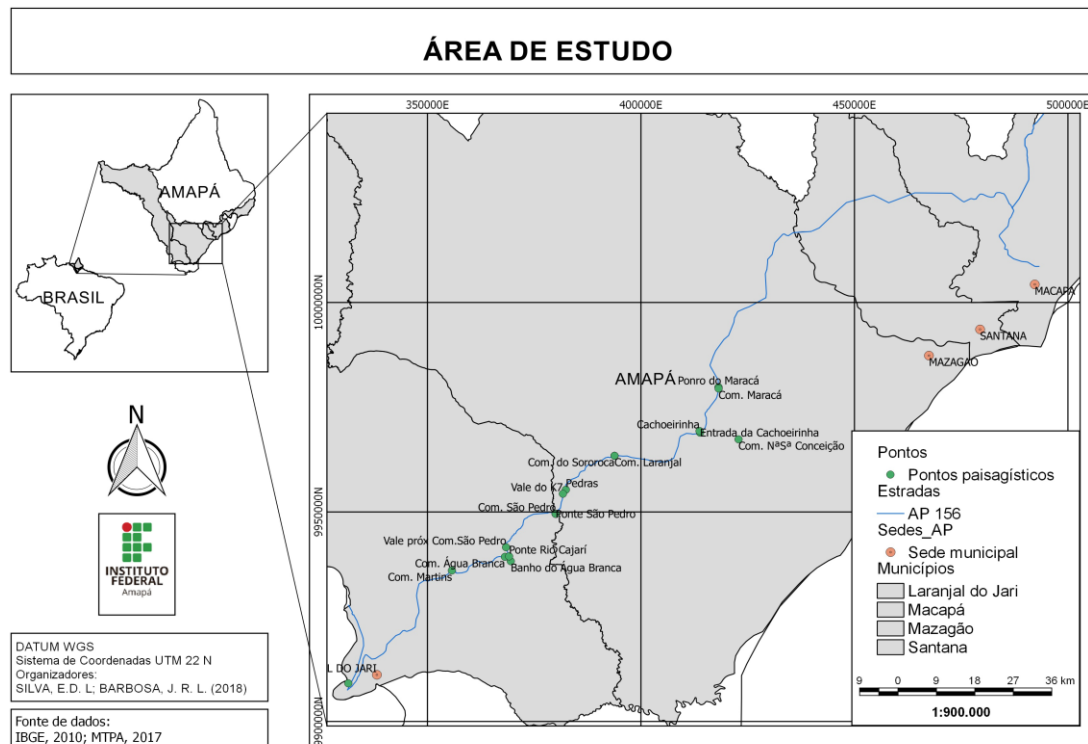 ÁREA DE ESTUDO
AMAPÁ
BRASIL
N
INSTITUTO
FEDERAL
Amapá
DATUM WGS
Sistema de Coordenadas UTM 22 N
Organizadores:
SILVA, E.D. L; BARBOSA, J. R. L. (2018)
Fonte de dados:
IBGE, 2010; MTPA, 2017
350000E 400000E 450000E 500000E
10000000N
9950000N
9900000N
MACAPÁ
SANTANA
MAZAGÃO
AMAPÁ
Ponro do Maracá
Com. Maracá
Cachoeirinha
Entrada da Cachoeirinha
Com. NªSª Conceição
Com. do Sororoca
Com. Laranjal
Pedras
Vale do K7
Com. São Pedro
Ponte São Pedro
Vale próx Com.São Pedro
Ponte Rio Cajarí
Com. Água Branca
Banho do Água Branca
Com. Martins
L DO JARI
Pontos
Pontos paisagísticos
Estradas
AP 156
Sedes_AP
Sede municipal
Municípios
Laranjal do Jari
Macapá
Mazagão
Santana
9 0 9 18 27 36 km
1:900.000